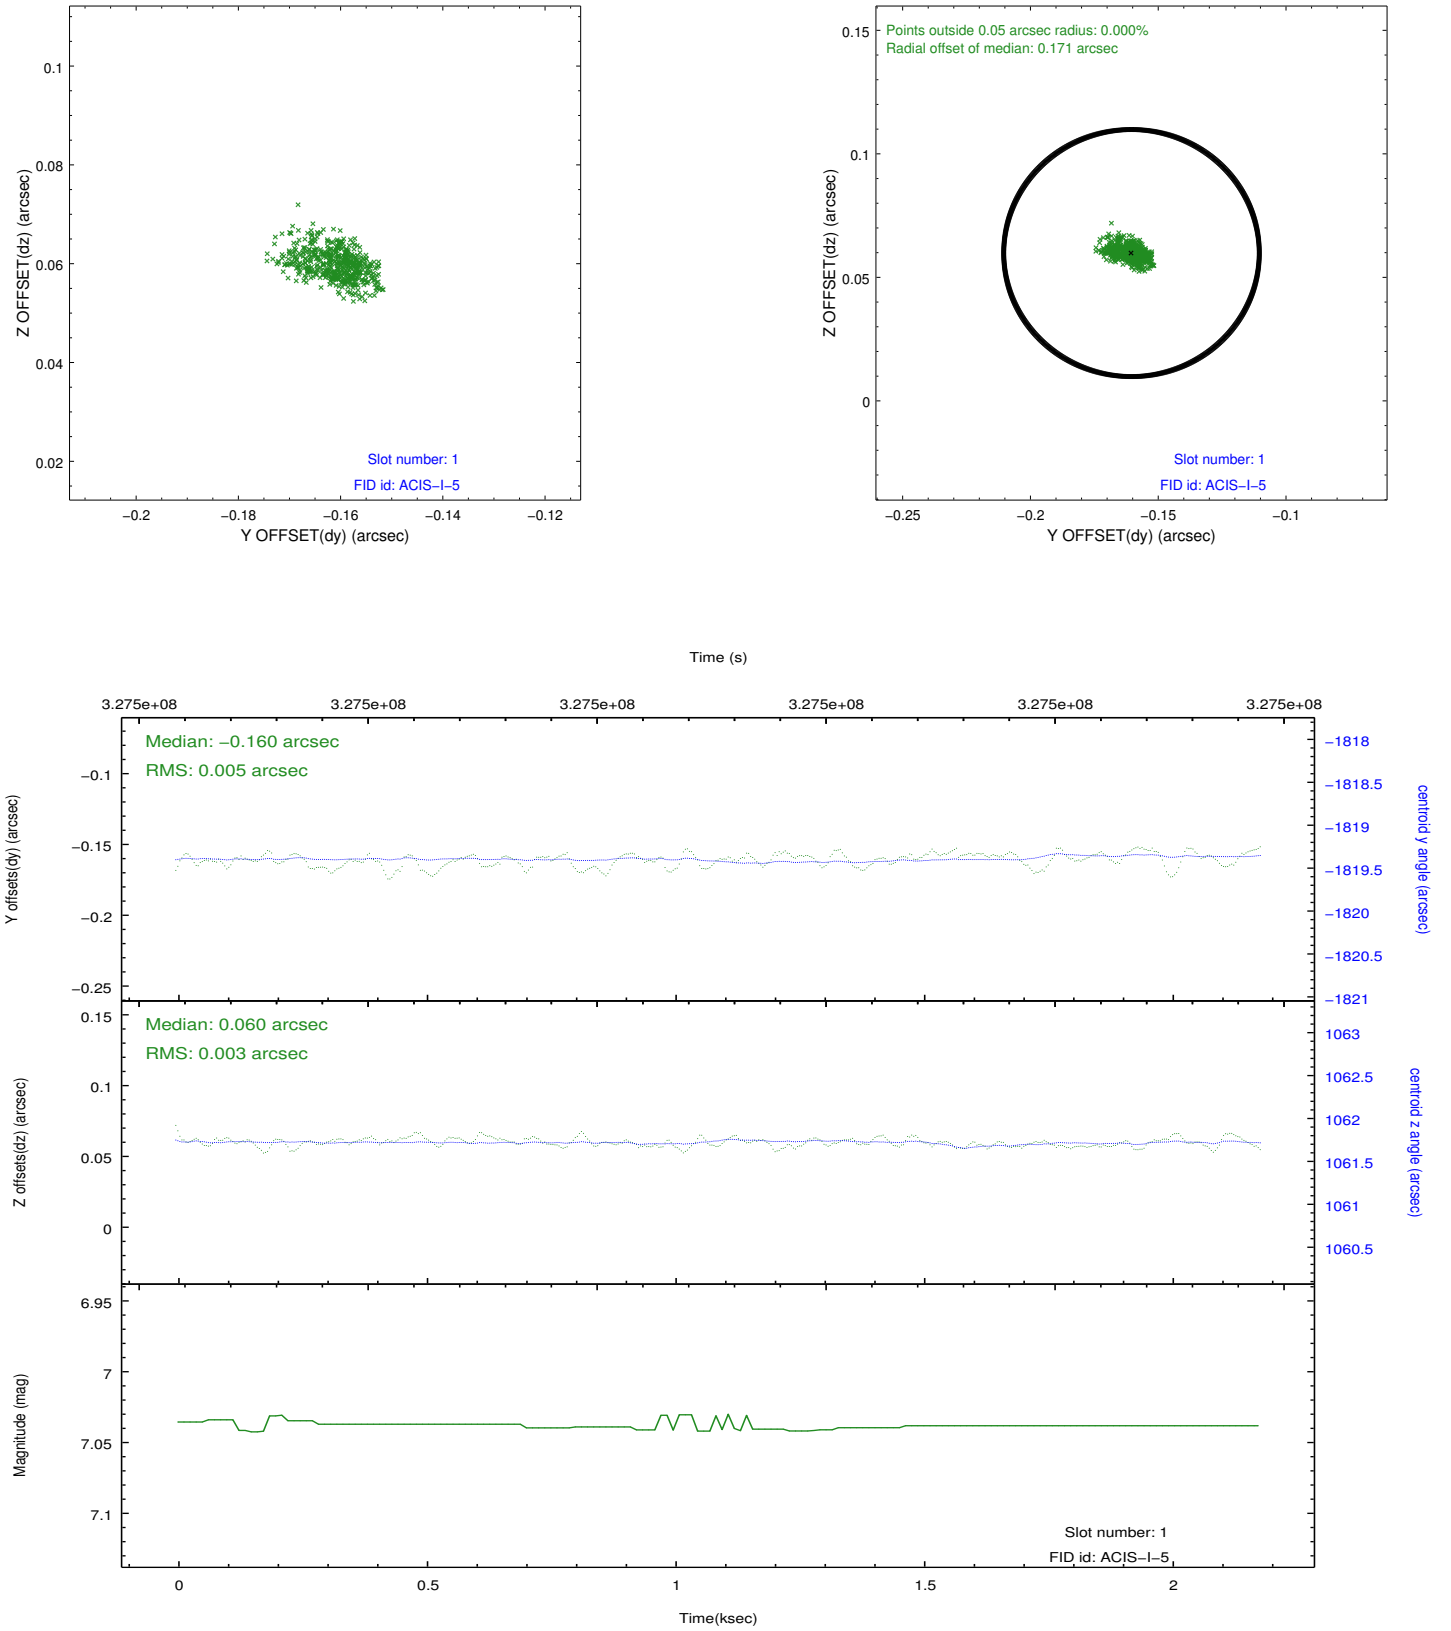 0.1
0.08
0.06
0.04
0.02
Z OFFSET(dz) (arcsec)
Slot number: 1
FID id: ACIS−I−5
−0.2 −0.18 −0.16 −0.14 −0.12
Y OFFSET(dy) (arcsec)
Points outside 0.05 arcsec radius: 0.000%
Radial offset of median: 0.171 arcsec
0.15
0.1
0.05
0
Z OFFSET(dz) (arcsec)
Slot number: 1
FID id: ACIS−I−5
−0.25 −0.2 −0.15 −0.1
Y OFFSET(dy) (arcsec)
Time (s)
3.275e+08 3.275e+08 3.275e+08 3.275e+08 3.275e+08 3.275e+08
Median: −0.160 arcsec
RMS: 0.005 arcsec
−0.1
−0.15
−0.2
−0.25
Y offsets(dy) (arcsec)
−1818
−1818.5
−1819
−1819.5
−1820
−1820.5
−1821
centroid y angle (arcsec)
Median: 0.060 arcsec
RMS: 0.003 arcsec
0.15
0.1
0.05
0
Z offsets(dz) (arcsec)
1063
1062.5
1062
1061.5
1061
1060.5
centroid z angle (arcsec)
6.95
7
7.05
7.1
Magnitude (mag)
Slot number: 1
FID id: ACIS−I−5
0 0.5 1 1.5 2
Time(ksec)